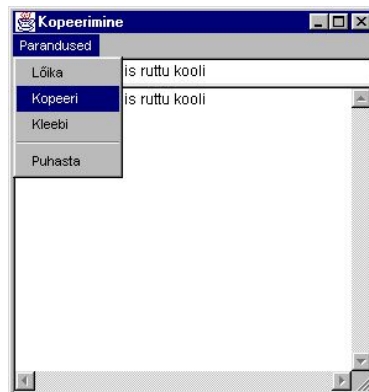 Kopeerimine
Parandused
Lõika
is ruttu kooli
Kopeeri
is ruttu kooli
Kleebi
Puhasta